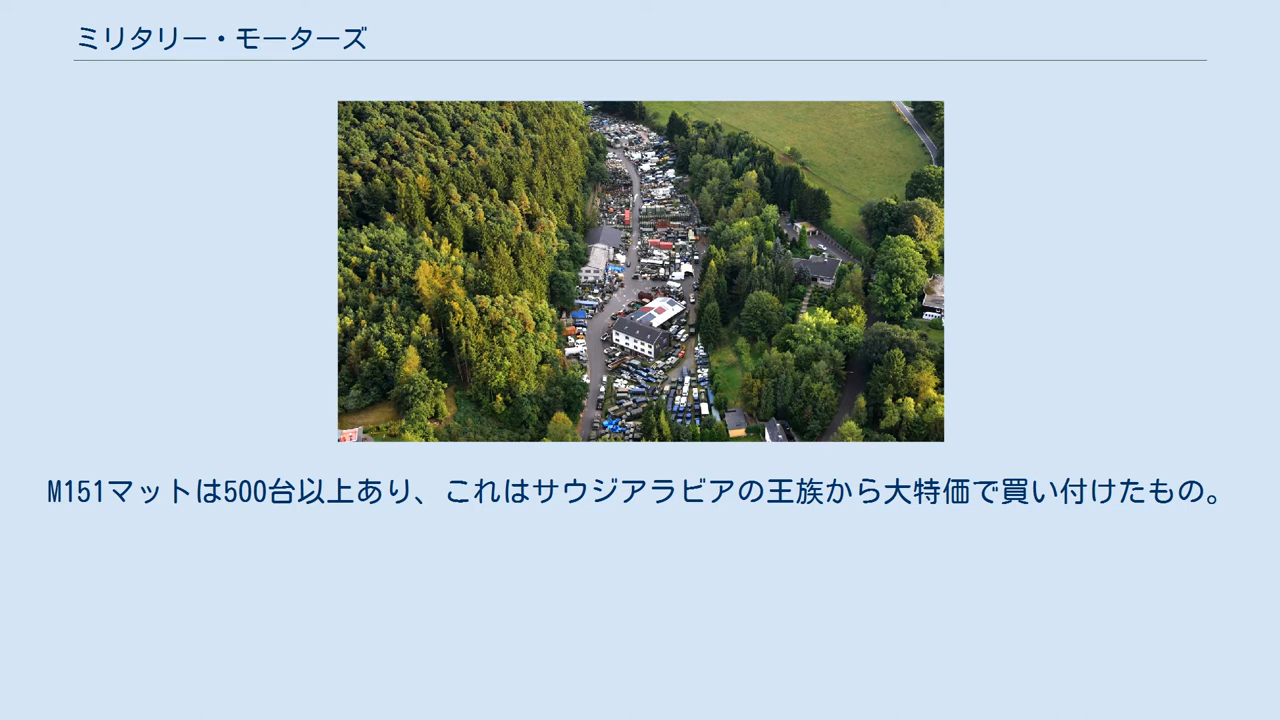 ミリタリー・モーターズ
M151マットは500台以上あり、これはサウジアラビアの王族から大特価で買い付けたもの。